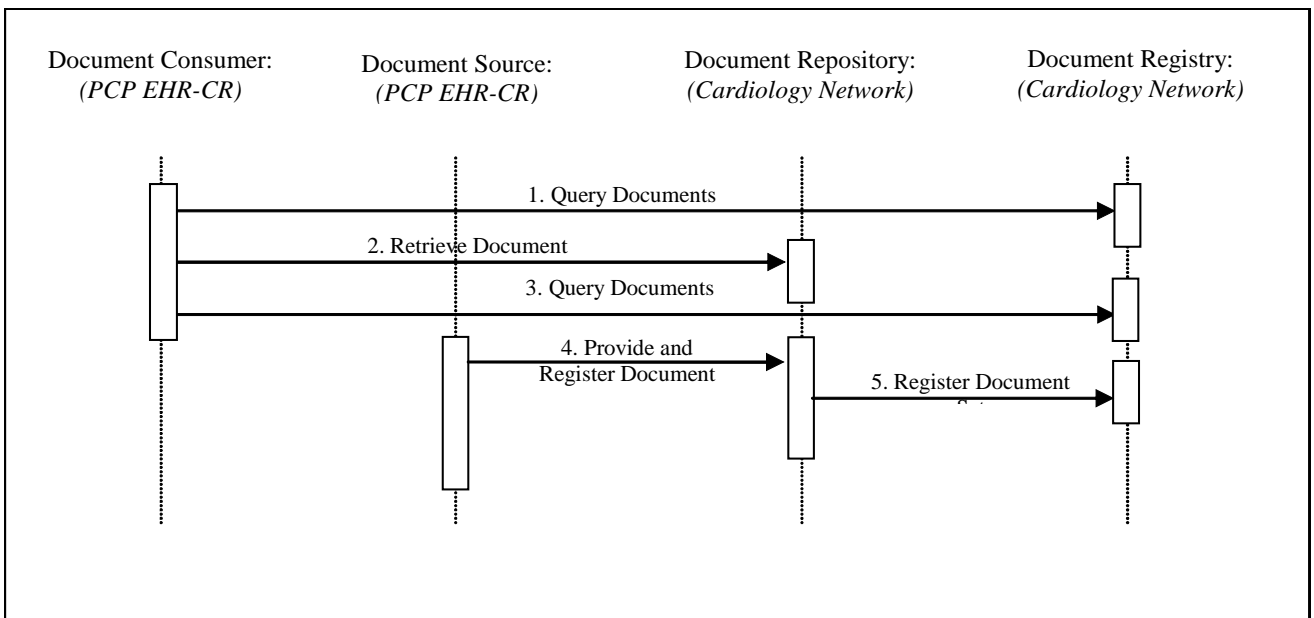 Document Consumer:
(PCP EHR-CR)
Document Source:
(PCP EHR-CR)
Document Repository:
(Cardiology Network)
Document Registry:
(Cardiology Network)
1. Query Documents
2. Retrieve Document
3. Query Documents
4. Provide and
Register Document
5. Register Document